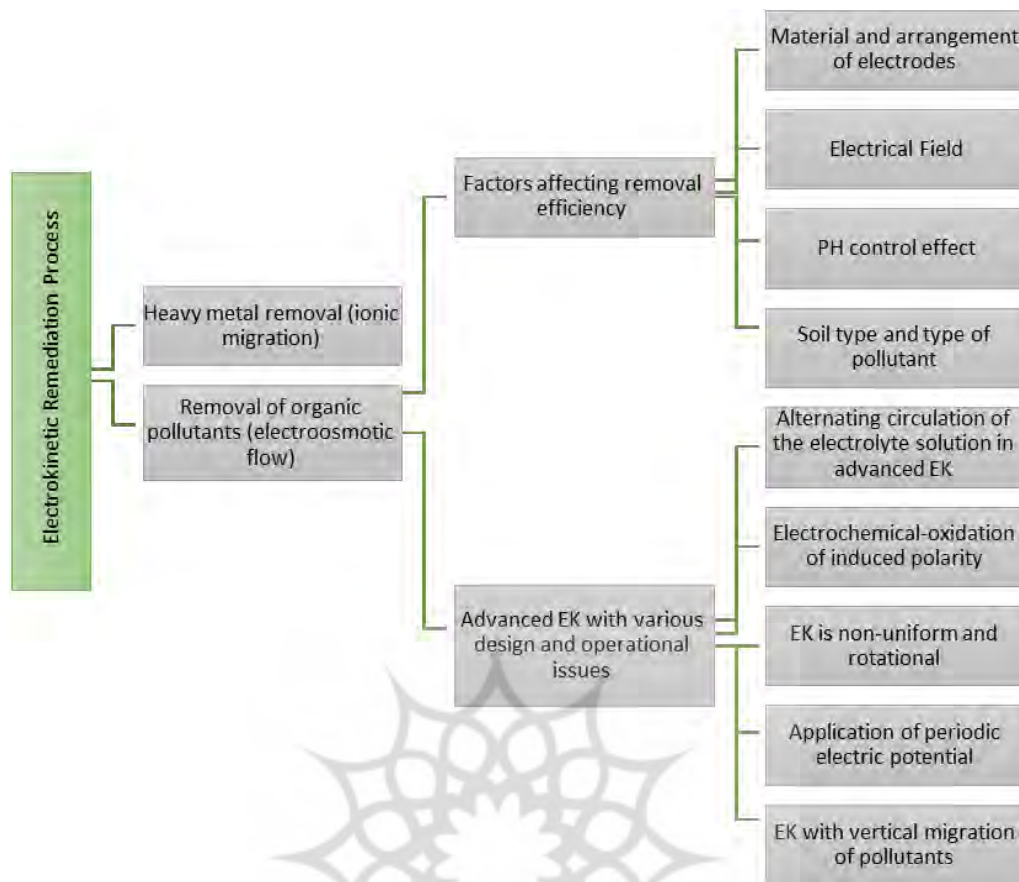 Electrokinetic Remediation Process
Heavy metal removal (ionic
migration)
Removal of organic
pollutants (electroosmotic
flow)
Factors affecting removal
efficiency
Advanced EK with various
design and operational
issues
Material and arrangement
of electrodes
Electrical Field
PH control effect
Soil type and type of
pollutant
Alternating circulation of
the electrolyte solution in
advanced EK
Electrochemical-oxidation
of induced polarity
EK is non-uniform and
rotational
Application of periodic
electric potential
EK with vertical migration
of pollutants